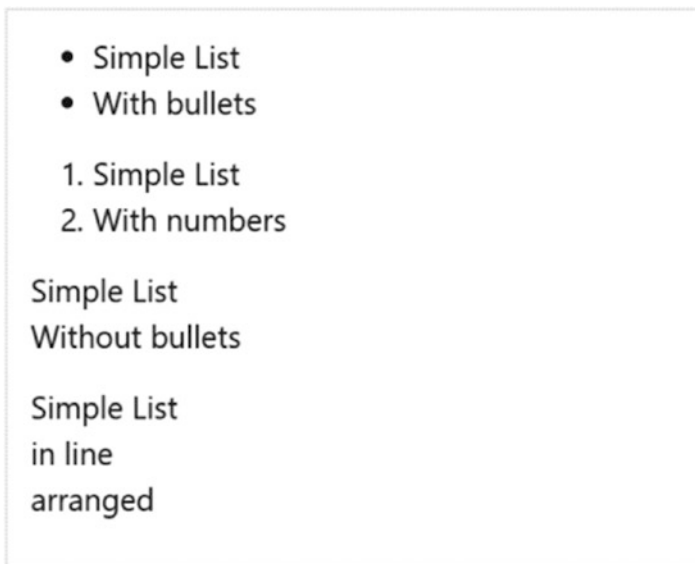 • Simple List
• With bullets
1. Simple List
2. With numbers
Simple List
Without bullets
Simple List
in line
arranged